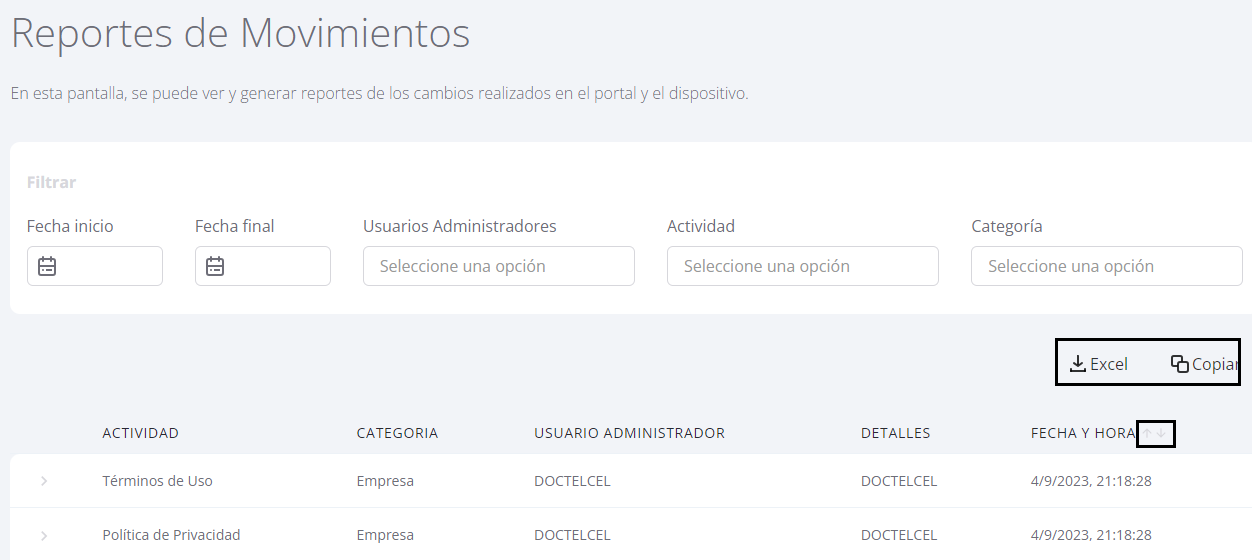 Reportes de Movimientos
En esta pantalla, se puede ver y generar reportes de los cambios realizados en el portal y el dispositivo.
Filtrar
Fecha inicio Fecha final Usuarios Administradores Actividad Categoría
Seleccione una opción Seleccione una opción Seleccione una opción
Excel Copiar
ACTIVIDAD CATEGORIA USUARIO ADMINISTRADOR DETALLES FECHA Y HORA
Términos de Uso Empresa DOCTELCEL DOCTELCEL 4/9/2023, 21:18:28
Política de Privacidad Empresa DOCTELCEL DOCTELCEL 4/9/2023, 21:18:28